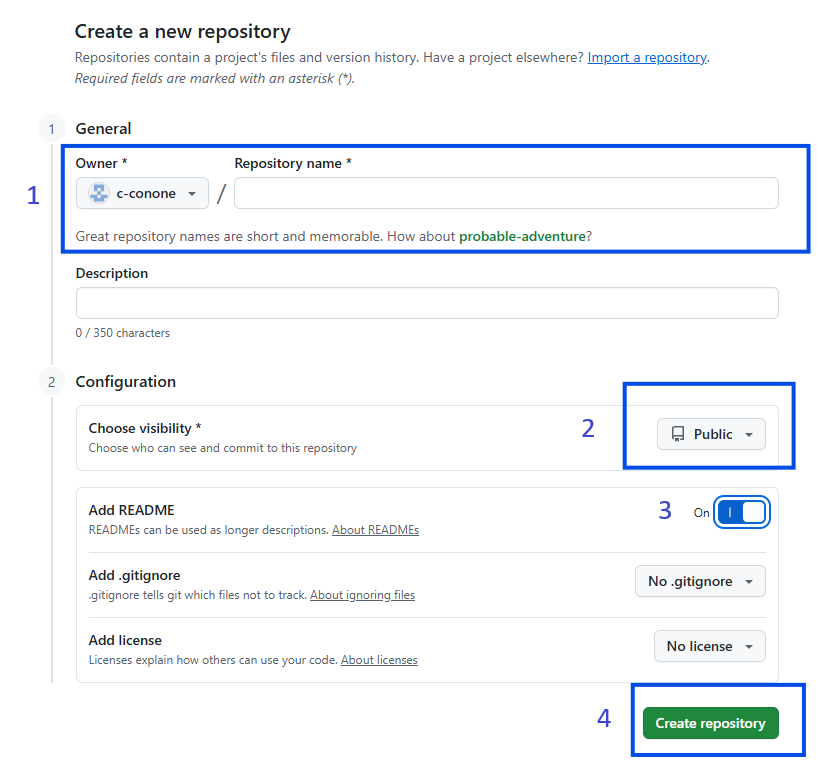 Create a new repository
Repositories contain a project's files and version history. Have a project elsewhere? Import a repository.
Required fields are marked with an asterisk (*).
1 General
Owner * Repository name *
1 c-conone /
Great repository names are short and memorable. How about probable-adventure?
Description
0 / 350 characters
2 Configuration
Choose visibility * 2 Public
Choose who can see and commit to this repository
Add README 3 On
READMEs can be used as longer descriptions. About READMEs
Add .gitignore No .gitignore
.gitignore tells git which files not to track. About ignoring files
Add license No license
Licenses explain how others can use your code. About licenses
4 Create repository